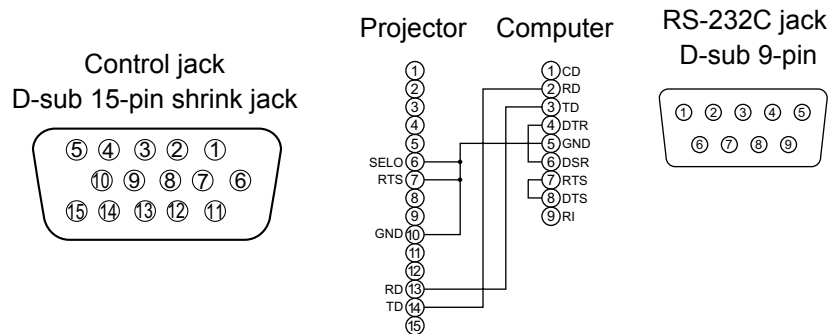 Control jack
D-sub 15-pin shrink jack
5 4 3 2 1
10 9 8 7 6
15 14 13 12 11
Projector Computer
1
2
3
4
5
SELO 6
RTS 7
8
9
GND 10
11
12
RD 13
TD 14
15
1 CD
2 RD
3 TD
4 DTR
5 GND
6 DSR
7 RTS
8 DTS
9 RI
RS-232C jack
D-sub 9-pin
1 2 3 4 5
6 7 8 9